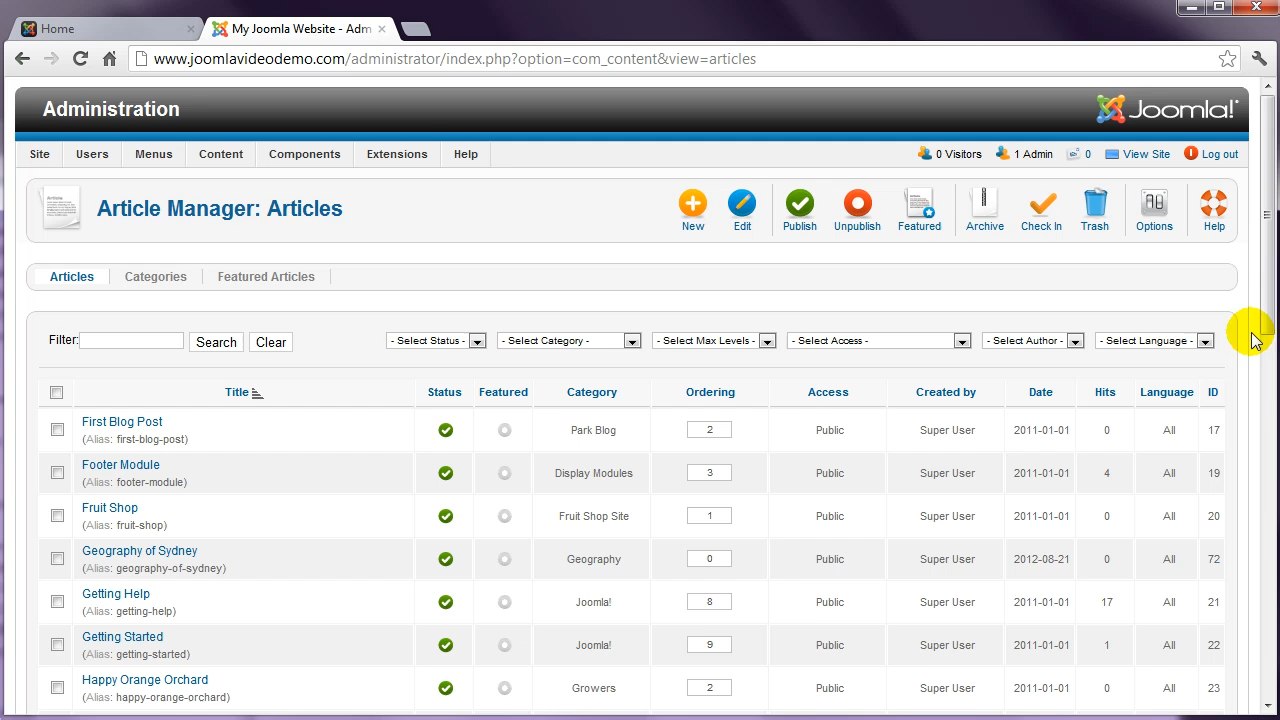 Home
My Joomla Website - Adm
www.joomlavideodemo.com/administrator/index.php?option=com_content&view=articles
Administration
Joomla!
Site Users Menus Content Components Extensions Help
0 Visitors 1 Admin 0 View Site Log out
Article
Article Manager: Articles
New Edit Publish Unpublish Featured Archive Check In Trash Options Help
Articles Categories Featured Articles
Filter: Search Clear - Select Status - - Select Category - - Select Max Levels - - Select Access - - Select Author - - Select Language -
Title Status Featured Category Ordering Access Created by Date Hits Language ID
First Blog Post
(Alias: first-blog-post) Park Blog 2 Public Super User 2011-01-01 0 All 17
Footer Module
(Alias: footer-module) Display Modules 3 Public Super User 2011-01-01 4 All 19
Fruit Shop
(Alias: fruit-shop) Fruit Shop Site 1 Public Super User 2011-01-01 0 All 20
Geography of Sydney
(Alias: geography-of-sydney) Geography 0 Public Super User 2012-08-21 0 All 72
Getting Help
(Alias: getting-help) Joomla! 8 Public Super User 2011-01-01 17 All 21
Getting Started
(Alias: getting-started) Joomla! 9 Public Super User 2011-01-01 1 All 22
Happy Orange Orchard
(Alias: happy-orange-orchard) Growers 2 Public Super User 2011-01-01 0 All 23